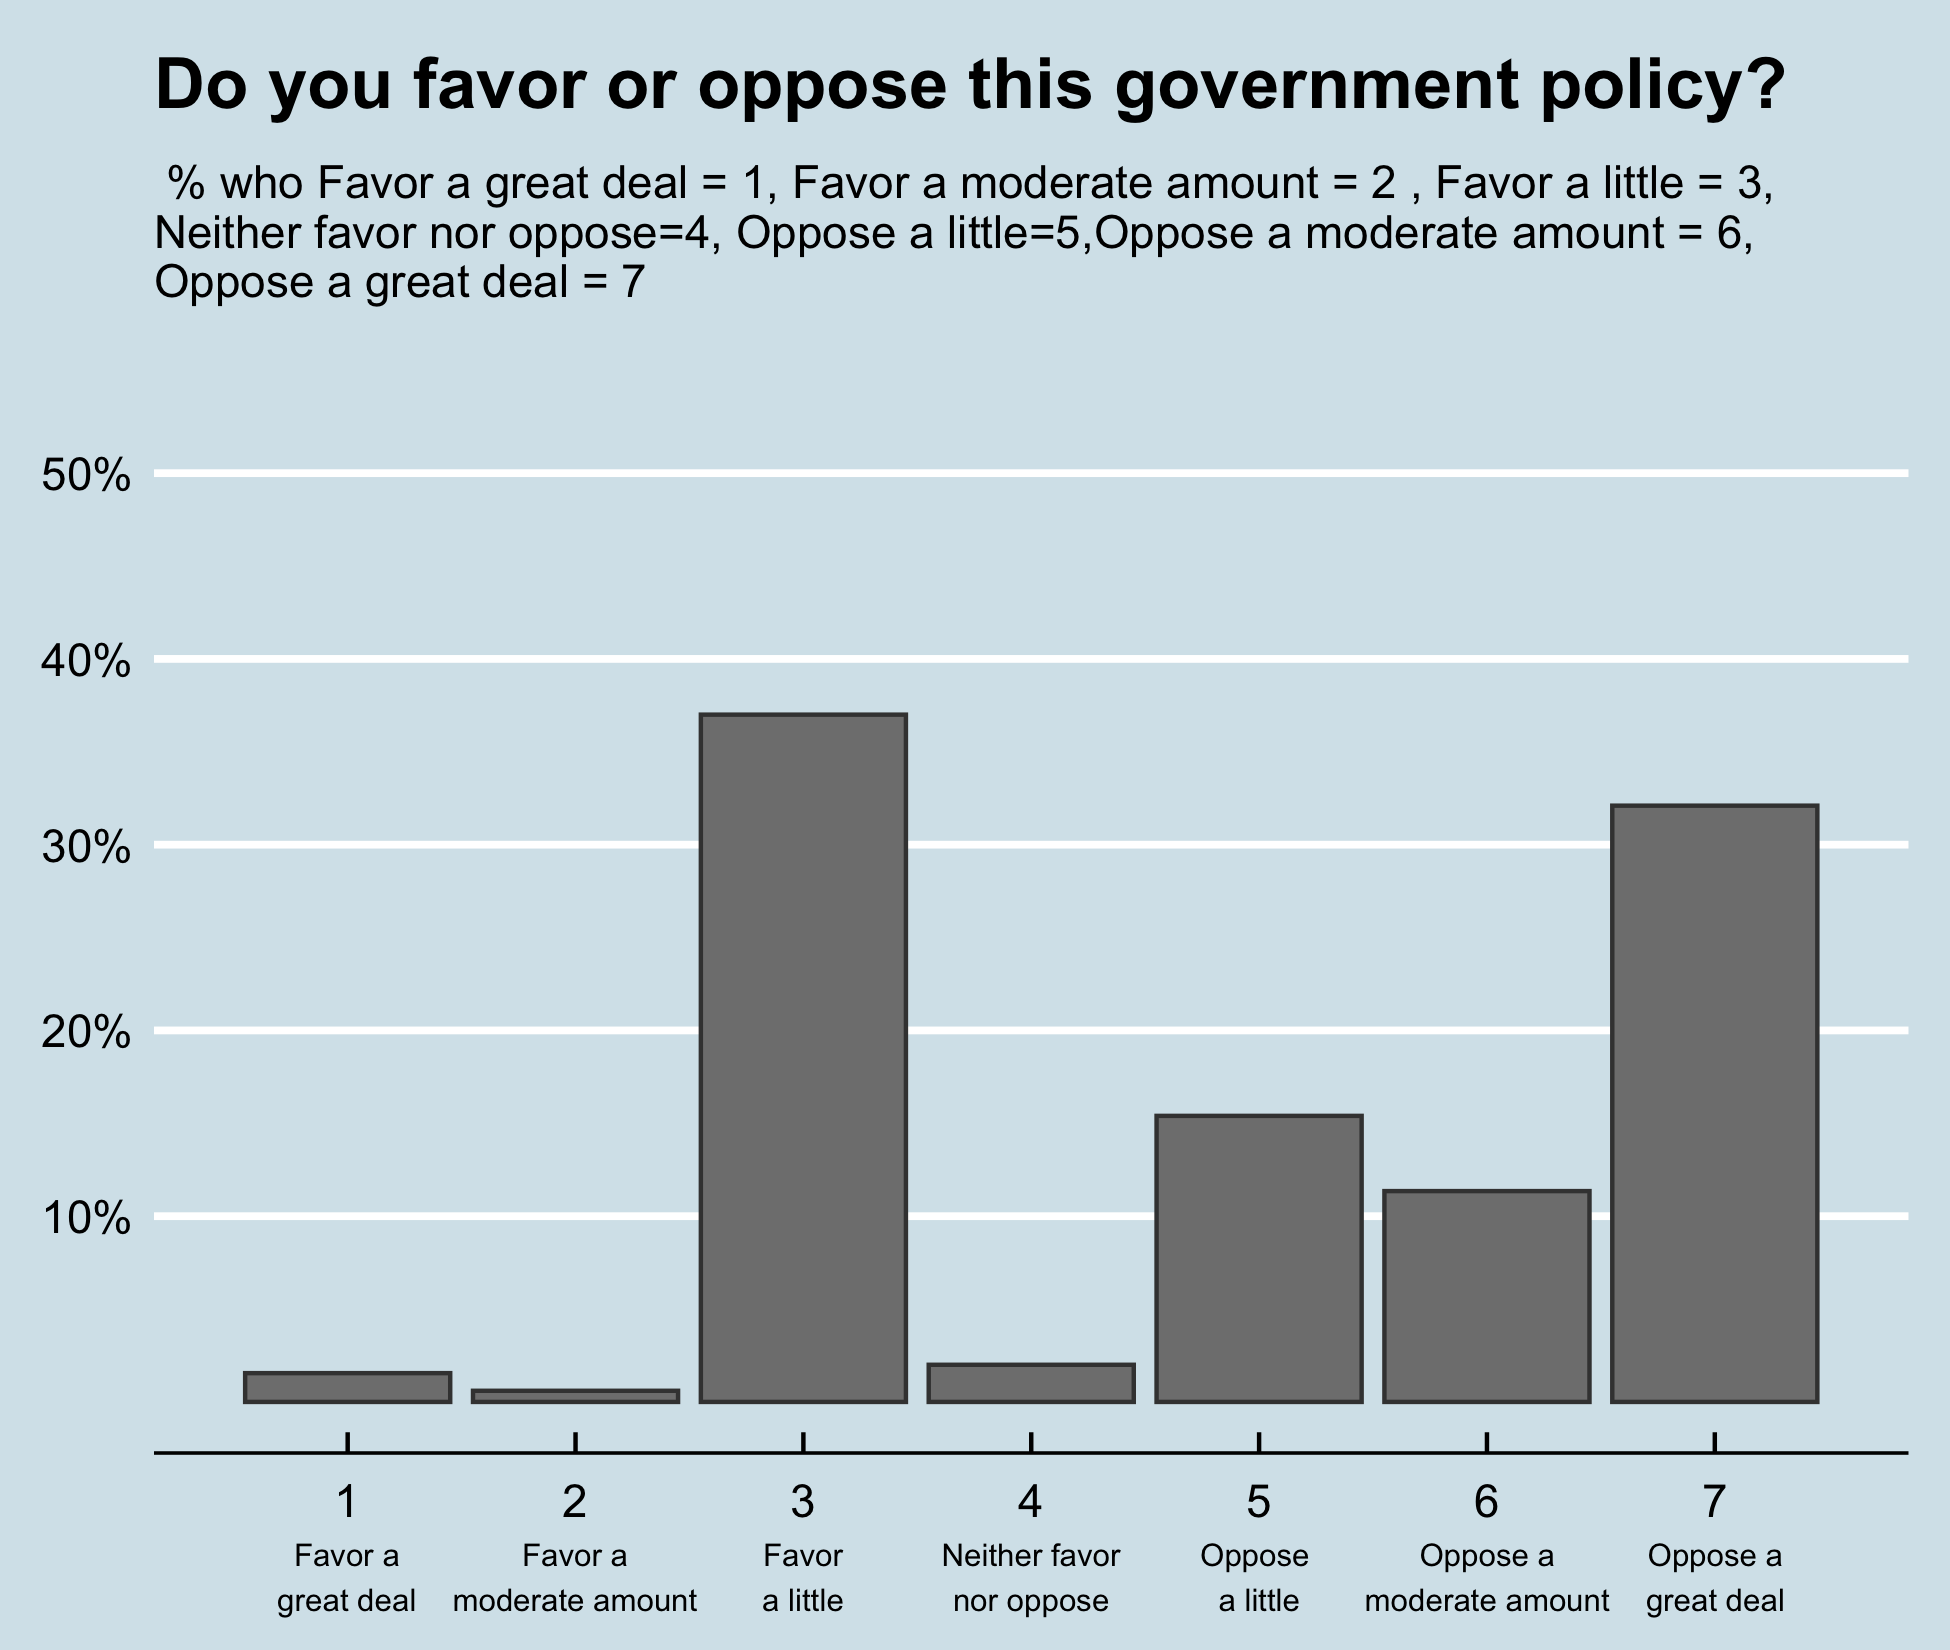 Do you favor or oppose this government policy?
% who Favor a great deal = 1, Favor a moderate amount = 2 , Favor a little = 3,
Neither favor nor oppose=4, Oppose a little=5,Oppose a moderate amount = 6,
Oppose a great deal = 7
50%
40%
30%
20%
10%
1 2 3 4 5 6 7
Favor a Favor a Favor Neither favor Oppose Oppose a Oppose a
great deal moderate amount a little nor oppose a little moderate amount great deal